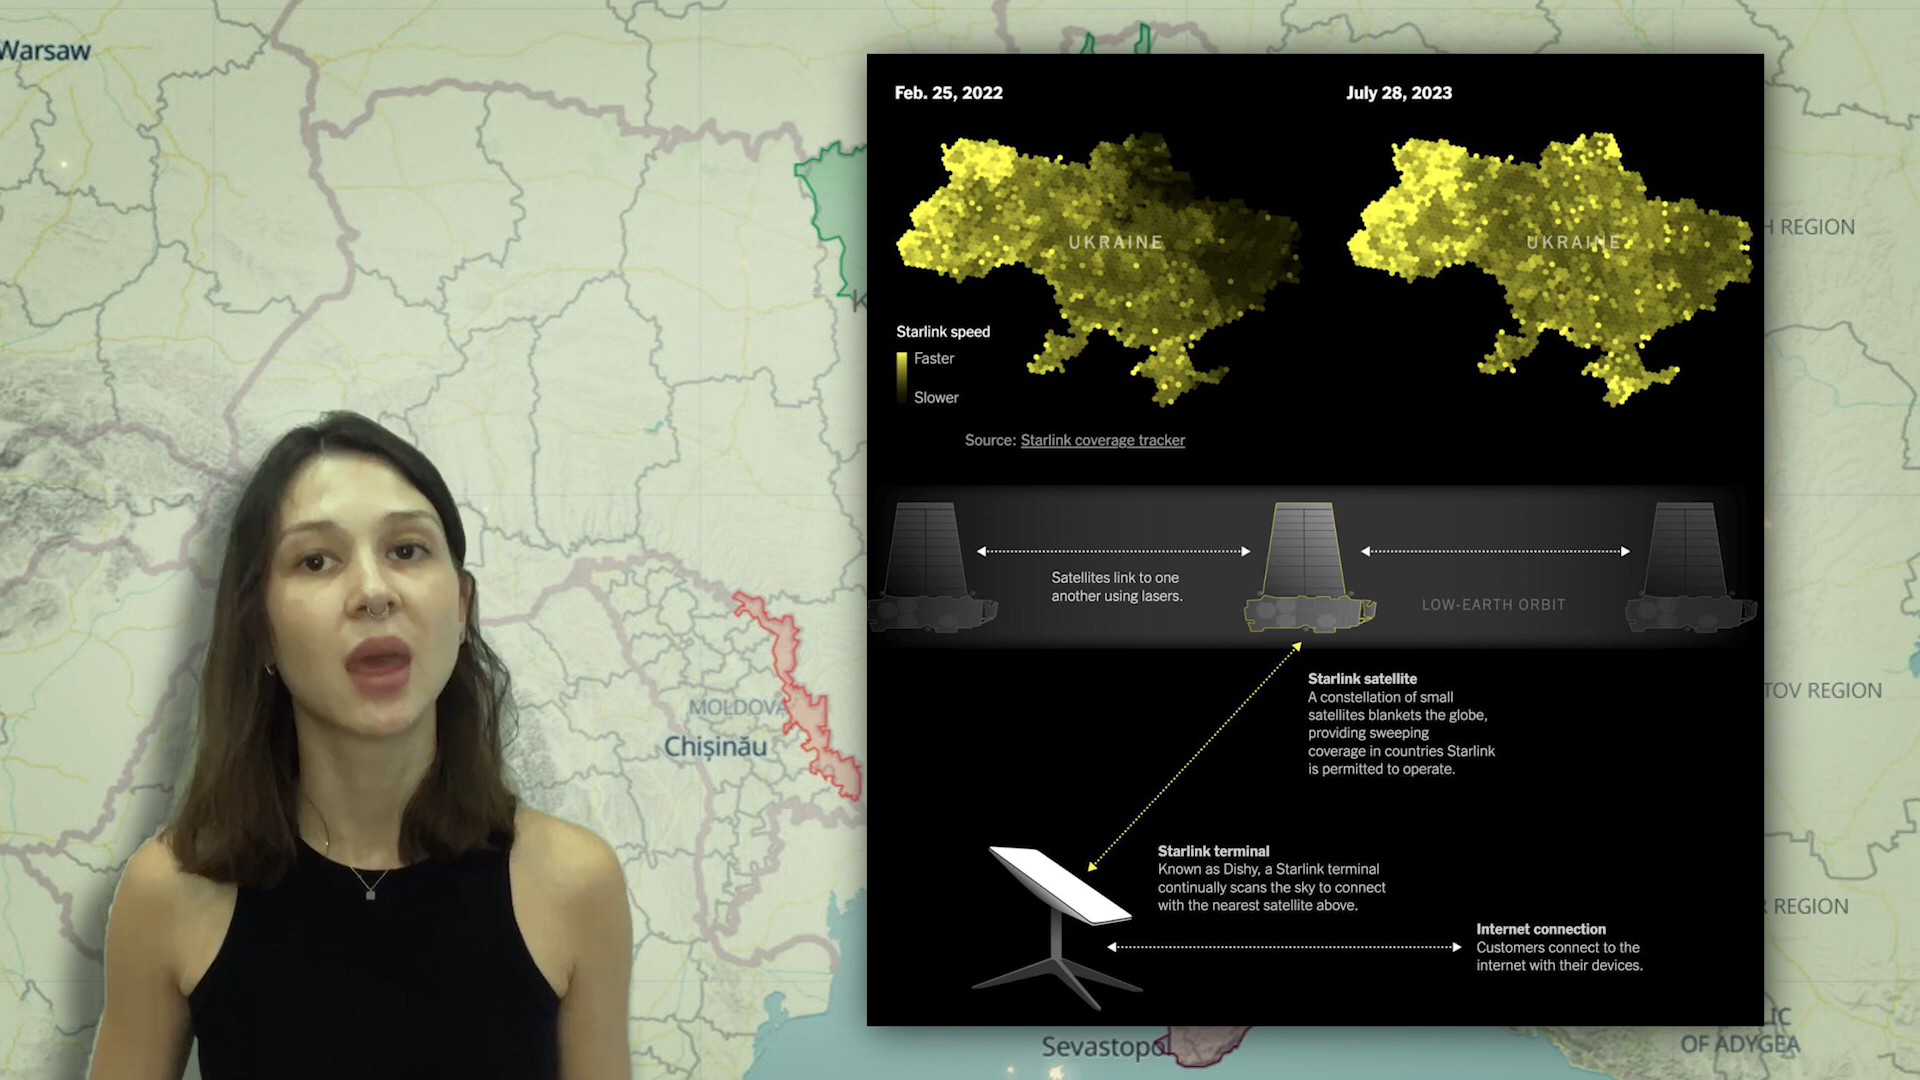 Warsaw
Feb. 25, 2022
July 28, 2023
UKRAINE
UKRAINE
H REGION
Starlink speed
Faster
Slower
Source: Starlink coverage tracker
Satellites link to one
another using lasers.
LOW-EARTH ORBIT
Starlink satellite
A constellation of small
satellites blankets the globe,
providing sweeping
coverage in countries Starlink
is permitted to operate.
TOV REGION
MOLDOVA
Chișinău
Starlink terminal
Known as Dishy, a Starlink terminal
continually scans the sky to connect
with the nearest satellite above.
REGION
Internet connection
Customers connect to the
internet with their devices.
Sevastopol
IC
OF ADYGEA